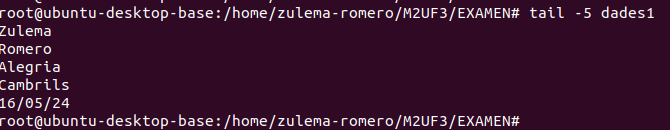 root@ubuntu-desktop-base:/home/zulema-romero/M2UF3/EXAMEN# tail -5 dades1
Zulema
Romero
Alegria
Cambrils
16/05/24
root@ubuntu-desktop-base:/home/zulema-romero/M2UF3/EXAMEN#